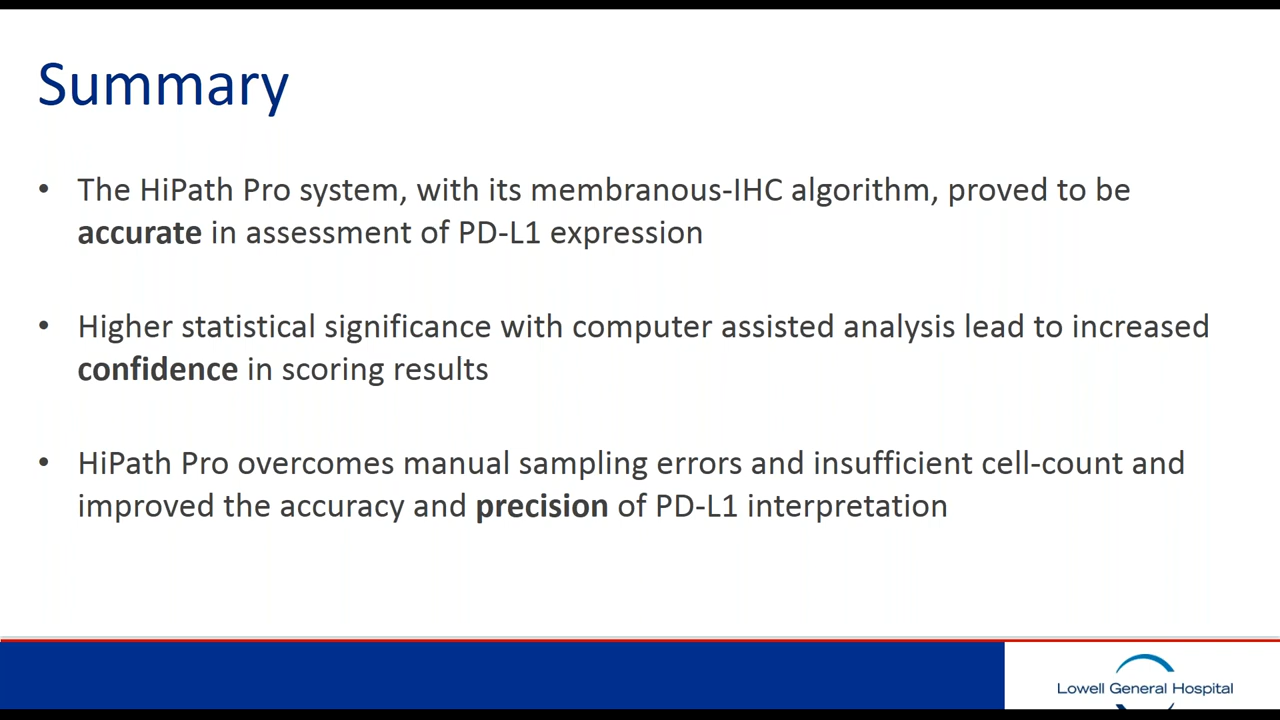 Summary
• The HiPath Pro system, with its membranous-IHC algorithm, proved to be
accurate in assessment of PD-L1 expression
• Higher statistical significance with computer assisted analysis lead to increased
confidence in scoring results
• HiPath Pro overcomes manual sampling errors and insufficient cell-count and
improved the accuracy and precision of PD-L1 interpretation
Lowell General Hospital